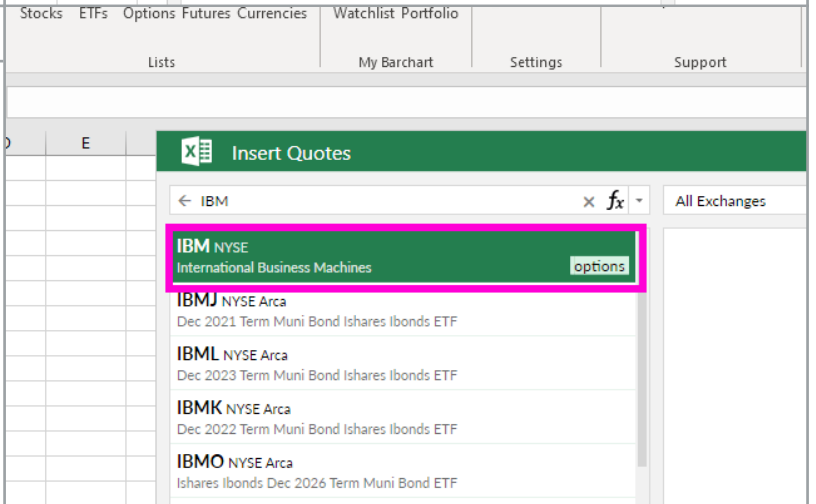 Stocks ETFs Options Futures Currencies Watchlist Portfolio
Lists My Barchart Settings Support
E
Insert Quotes
← IBM × fx All Exchanges
IBM NYSE
International Business Machines options
IBMJ NYSE Arca
Dec 2021 Term Muni Bond Ishares Ibonds ETF
IBML NYSE Arca
Dec 2023 Term Muni Bond Ishares Ibonds ETF
IBMK NYSE Arca
Dec 2022 Term Muni Bond Ishares Ibonds ETF
IBMO NYSE Arca
Ishares Ibonds Dec 2026 Term Muni Bond ETF